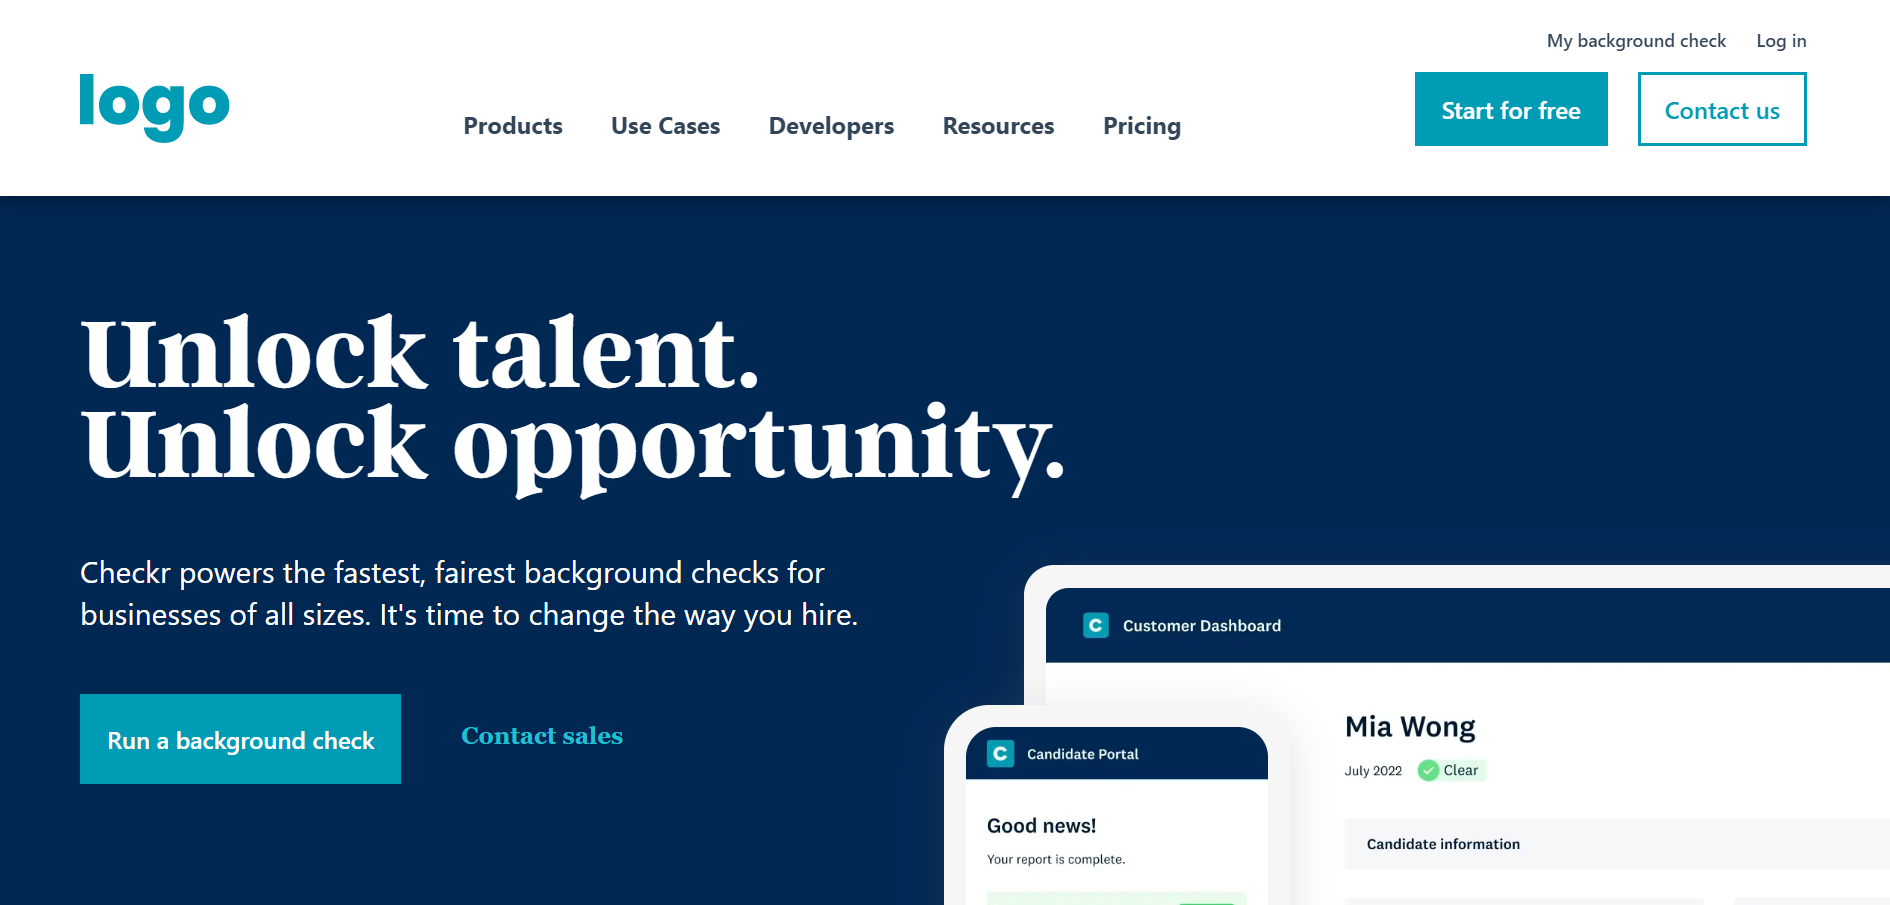 My background check Log in
logo
Products Use Cases Developers Resources Pricing
Start for free Contact us
Unlock talent.
Unlock opportunity.
Checkr powers the fastest, fairest background checks for
businesses of all sizes. It's time to change the way you hire.
Run a background check Contact sales
C Customer Dashboard
Mia Wong
July 2022 Clear
Candidate information
C Candidate Portal
Good news!
Your report is complete.